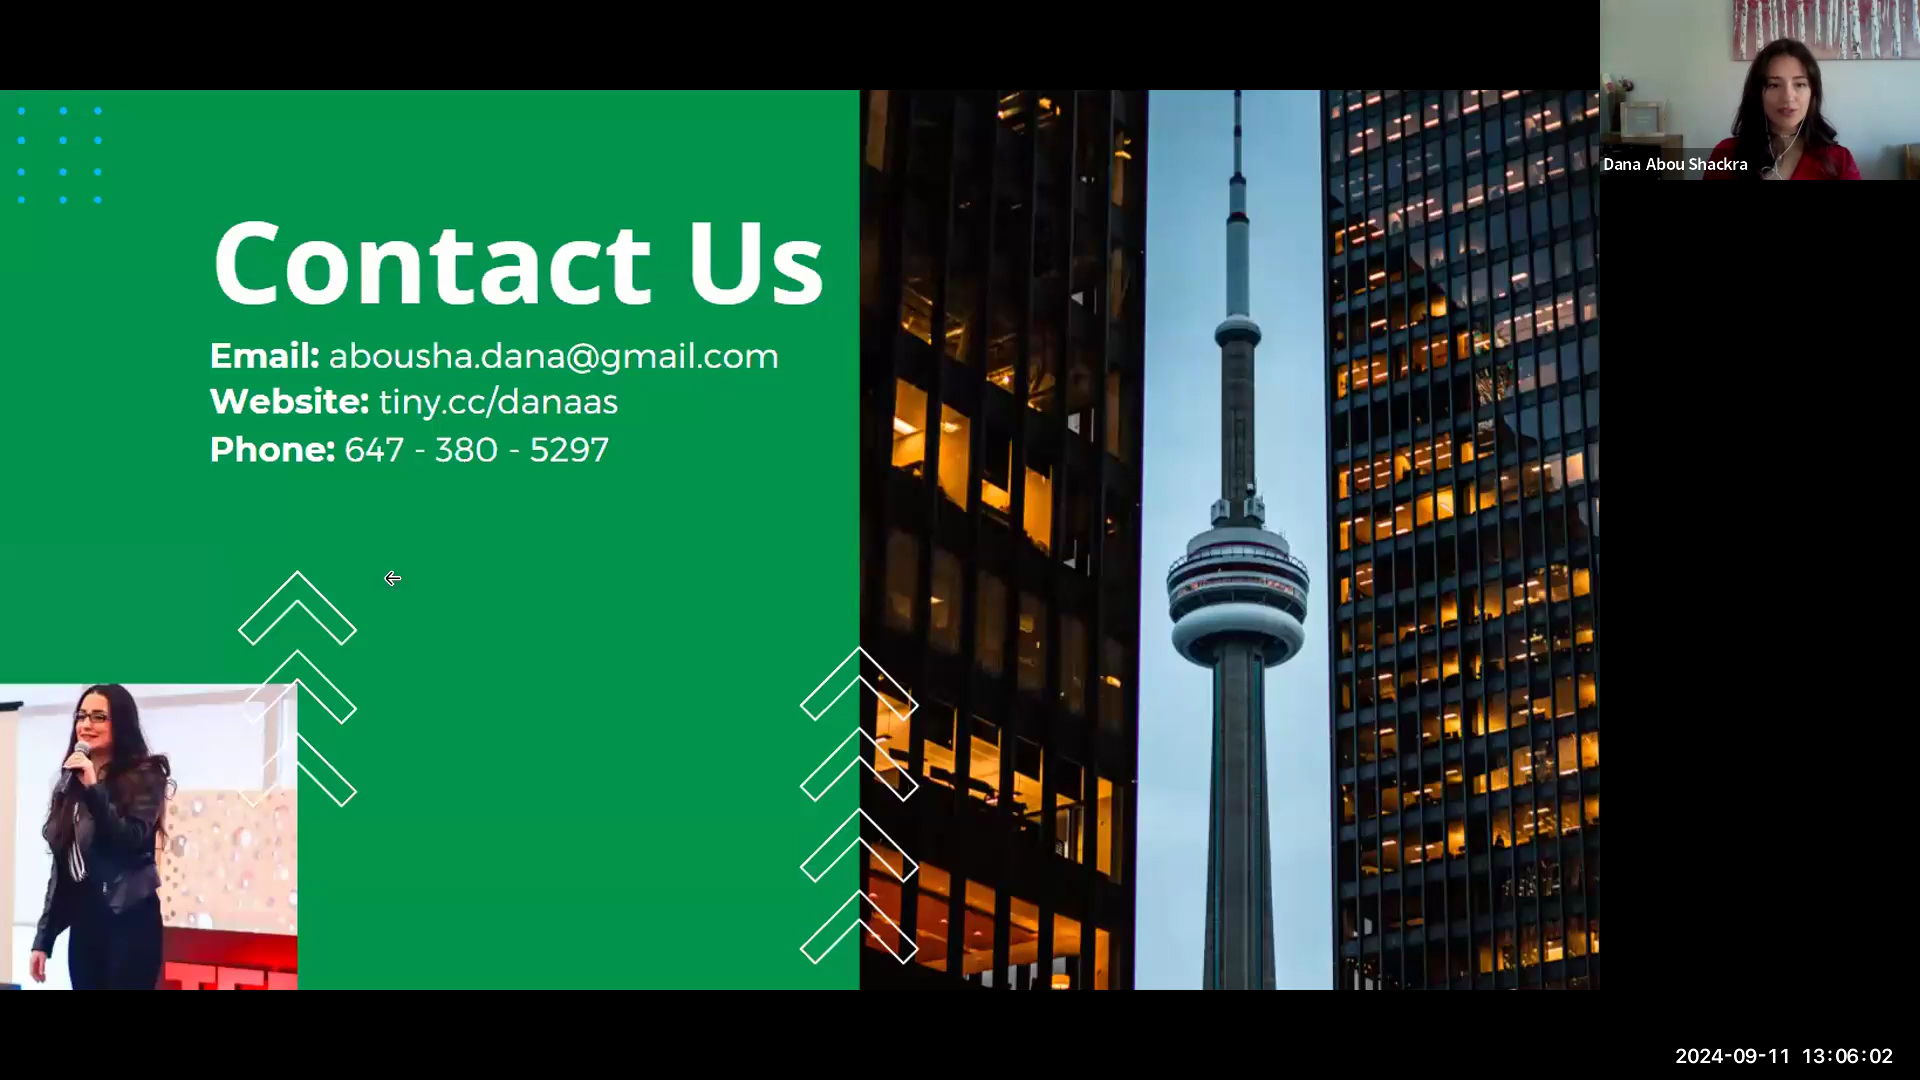 Dana Abou Shackra
Contact Us
Email: abousha.dana@gmail.com
Website: tiny.cc/danaas
Phone: 647 - 380 - 5297
2024-09-11 13:06:02